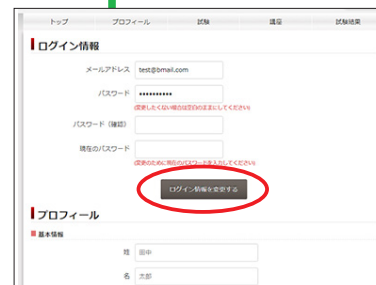 トップ プロフィール 試験 講座 試験結果
ログイン情報
メールアドレス test@bmail.com
パスワード ••••••••••
(変更したくない場合は空白のままにしてください)
パスワード（確認）
現在のパスワード
(変更のために現在のパスワードを入力してください)
ログイン情報を変更する
プロフィール
基本情報
姓 田中
名 太郎